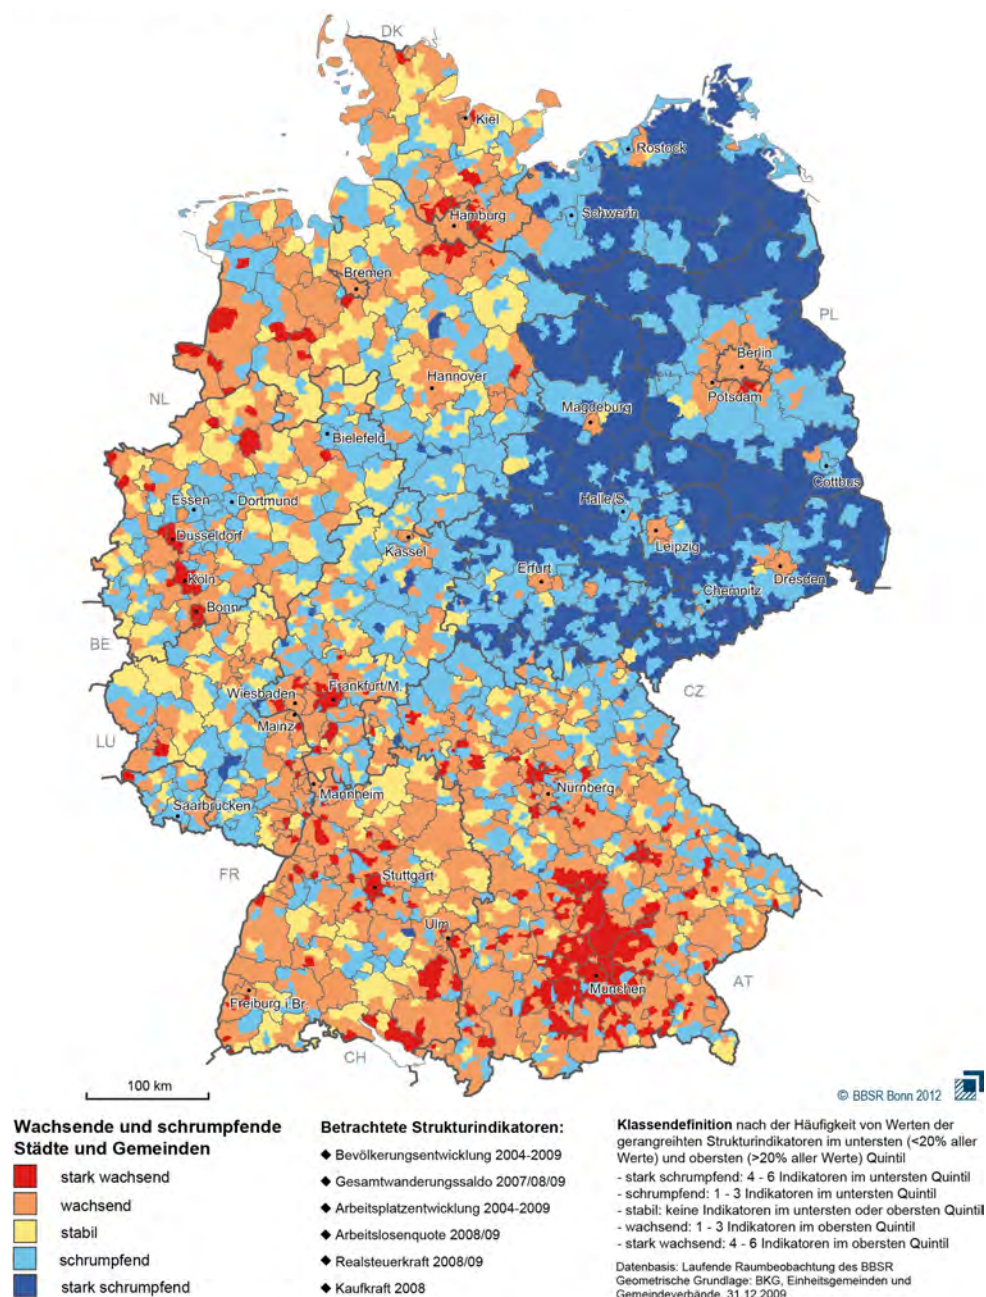 DK
Kiel
Rostock
Schwerin
Hamburg
Bremen
PL
Berlin
Hannover
Potsdam
NL
Magdeburg
Bielefeld
Cottbus
Essen
Dortmund
Halle/S.
Düsseldorf
Kassel
Leipzig
Erfurt
Dresden
Köln
Chemnitz
Bonn
BE
CZ
Wiesbaden
Frankfurt/M.
Mainz
LU
Mannheim
Nürnberg
Saarbrücken
FR
Stuttgart
Ulm
München
AT
Freiburg i.Br.
CH
100 km
© BBSR Bonn 2012
Wachsende und schrumpfende
Städte und Gemeinden
stark wachsend
wachsend
stabil
schrumpfend
stark schrumpfend
Betrachtete Strukturindikatoren:
Bevölkerungsentwicklung 2004-2009
Gesamtwanderungssaldo 2007/08/09
Arbeitsplatzentwicklung 2004-2009
Arbeitslosenquote 2008/09
Realsteuerkraft 2008/09
Kaufkraft 2008
Klassendefinition nach der Häufigkeit von Werten der
gerangreihten Strukturindikatoren im untersten (<20% aller
Werte) und obersten (>20% aller Werte) Quintil
- stark schrumpfend: 4 - 6 Indikatoren im untersten Quintil
- schrumpfend: 1 - 3 Indikatoren im untersten Quintil
- stabil: keine Indikatoren im untersten oder obersten Quintil
- wachsend: 1 - 3 Indikatoren im obersten Quintil
- stark wachsend: 4 - 6 Indikatoren im obersten Quintil
Datenbasis: Laufende Raumbeobachtung des BBSR
Geometrische Grundlage: BKG, Einheitsgemeinden und
Gemeindeverbände, 31.12.2009